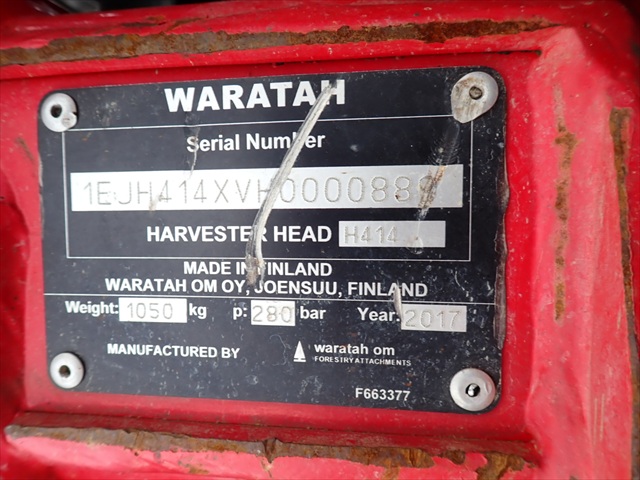 WARATAH
Serial Number
HARVESTER HEAD H414
MADE IN FINLAND
WARATAH OM OY, JOENSUU, FINLAND
Weight: 1050 kg p: 280 bar Year: 2017
MANUFACTURED BY waratah om
FORESTRY ATTACHMENTS
F663377